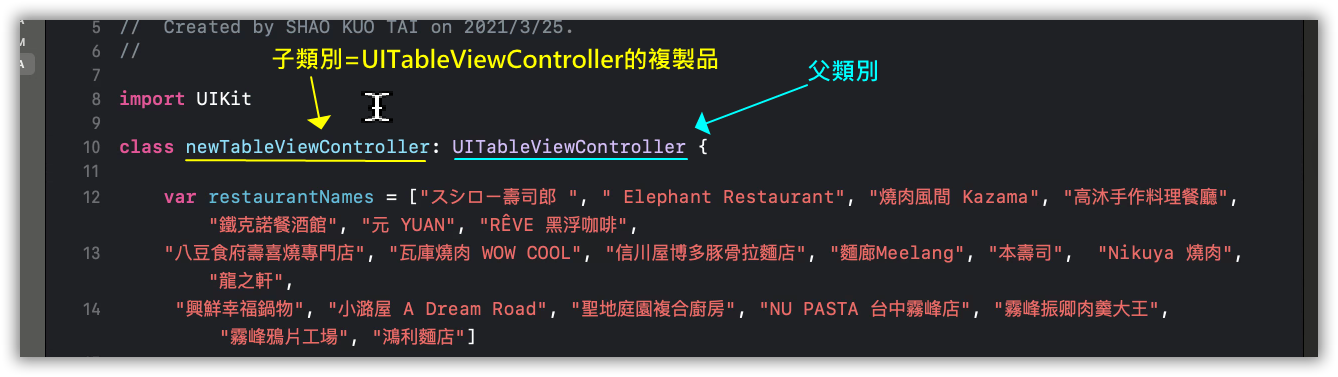 5 //  Created by SHAO KUO TAI on 2021/3/25.
M
6 //
子類別=UITableViewController的複製品
父類別
A
7
8 import UIKit
9
10 class newTableViewController: UITableViewController {
11
12 var restaurantNames = ["スシロー壽司郎 ", " Elephant Restaurant", "燒肉風間 Kazama", "高沐手作料理餐廳",
"鐵克諾餐酒館", "元 YUAN", "RÊVE 黑浮咖啡",
13 "八豆食府壽喜燒專門店", "瓦庫燒肉 WOW COOL", "信川屋博多豚骨拉麵店", "麵廊Meelang", "本壽司",  "Nikuya 燒肉",
"龍之軒",
14 "興鮮幸福鍋物", "小潞屋 A Dream Road", "聖地庭園複合廚房", "NU PASTA 台中霧峰店", "霧峰振卿肉羹大王",
"霧峰鴉片工場", "鴻利麵店"]